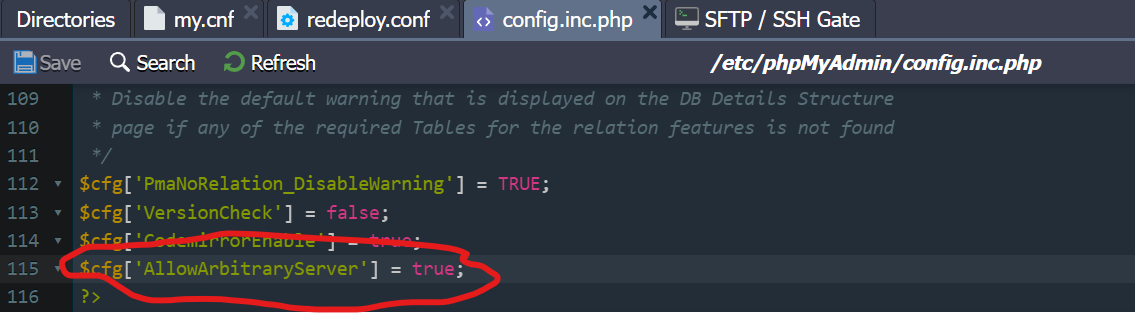 Directories my.cnf redeploy.conf config.inc.php SFTP / SSH Gate
Save Search Refresh /etc/phpMyAdmin/config.inc.php
109 * Disable the default warning that is displayed on the DB Details Structure
110 * page if any of the required Tables for the relation features is not found
111 */
112 $cfg['PmaNoRelation_DisableWarning'] = TRUE;
113 $cfg['VersionCheck'] = false;
114 $cfg['CodemirrorEnable'] = true;
115 $cfg['AllowArbitraryServer'] = true;
116 ?>